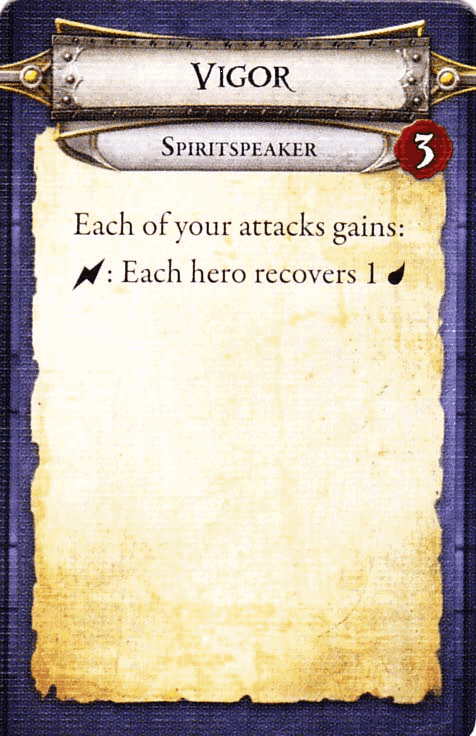 Vigor
Spiritspeaker
3
Each of your attacks gains:
: Each hero recovers 1